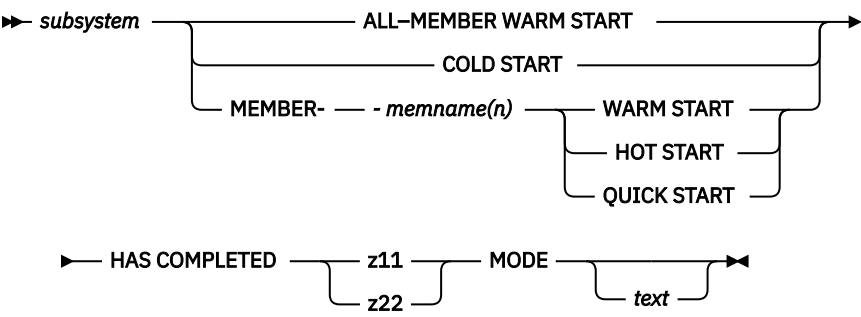 subsystem ALL–MEMBER WARM START
COLD START
MEMBER- - memname(n) WARM START
HOT START
QUICK START
HAS COMPLETED z11 MODE
z22 text